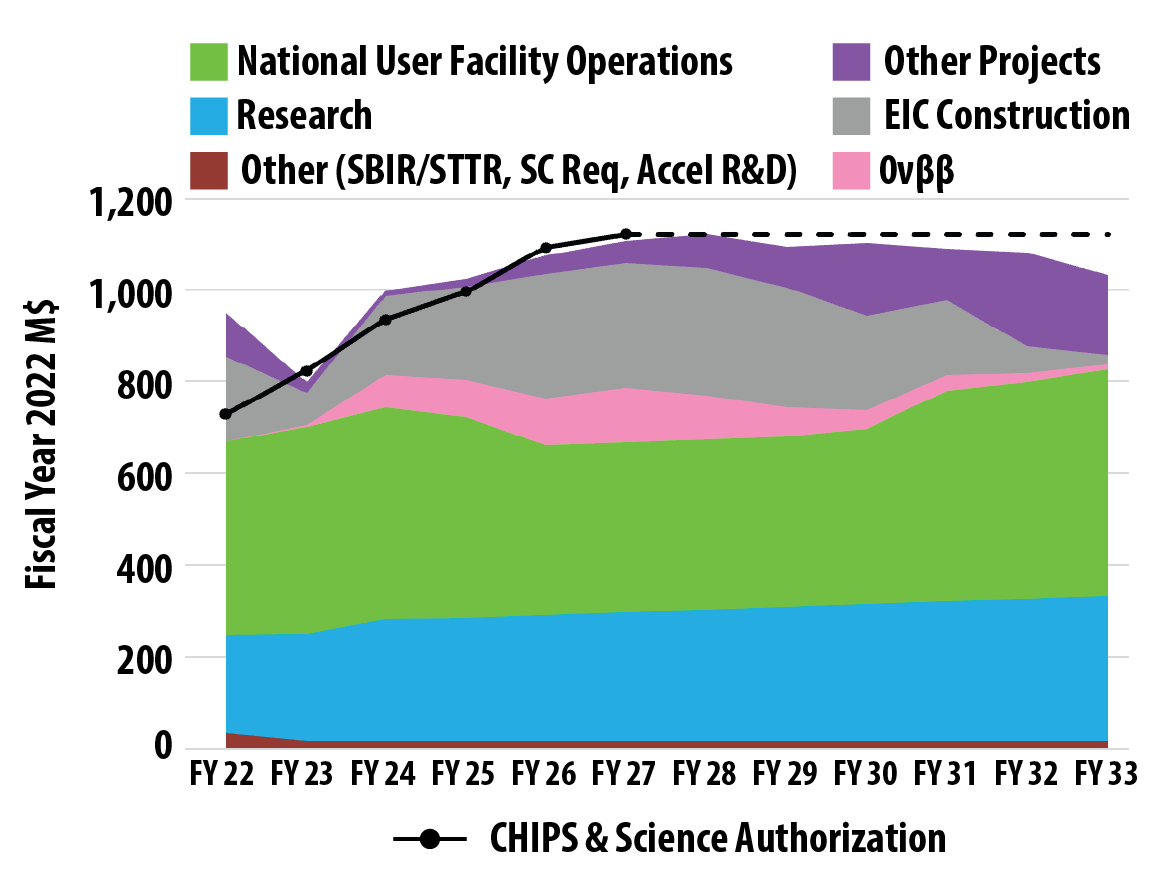 National User Facility Operations
Other Projects
Research
EIC Construction
Other (SBIR/STTR, SC Req, Accel R&D)
0νββ
Fiscal Year 2022 M$
1,200
1,000
800
600
400
200
0
FY 22 FY 23 FY 24 FY 25 FY 26 FY 27 FY 28 FY 29 FY 30 FY 31 FY 32 FY 33
CHIPS & Science Authorization